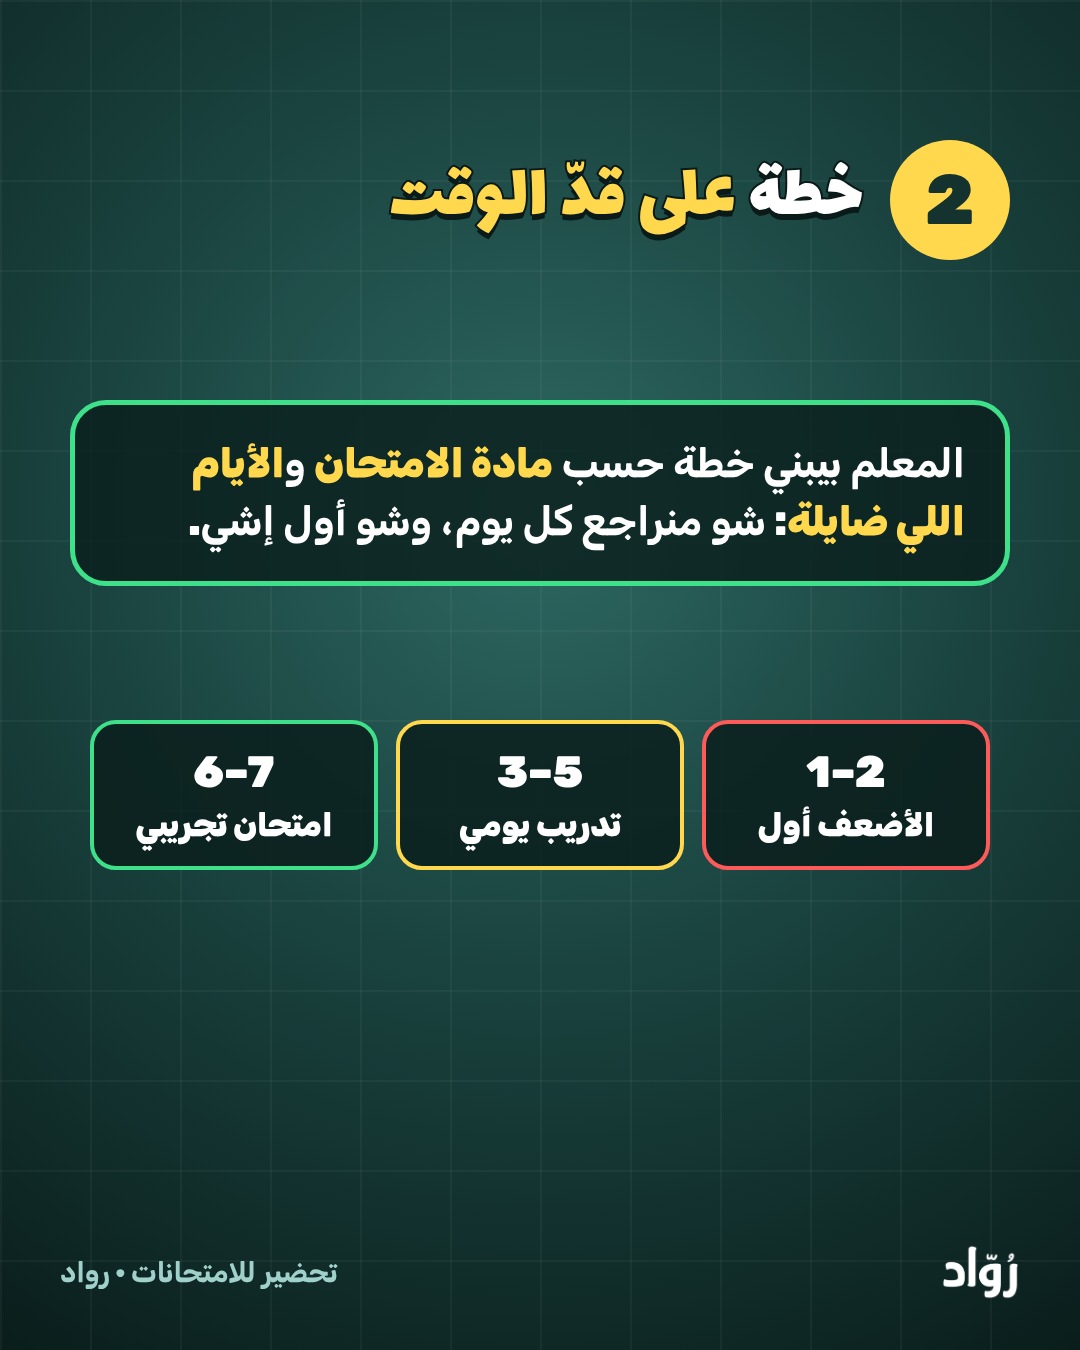 2
خطة على قدّ الوقت
المعلم بيبني خطة حسب مادة الامتحان والأيام
اللي ضايلة: شو منراجع كل يوم، وشو أول إشي.
1–2
الأضعف أول
3–5
تدريب يومي
6–7
امتحان تجريبي
رُوّاد
تحضير للامتحانات • رواد